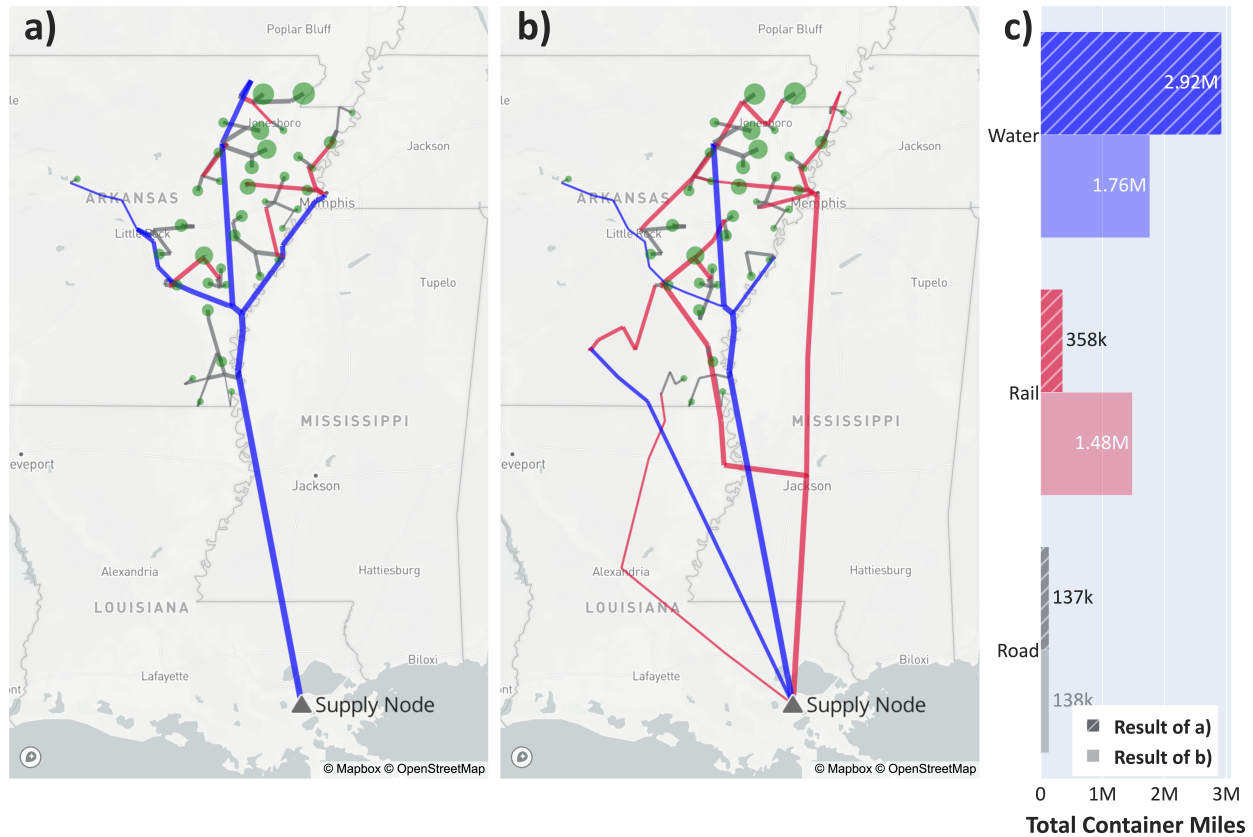 a)
Poplar Bluff
le
Jonesboro
Jackson
ARKANSAS
Memphis
Little Rock
Tupelo
MISSISSIPPI
eveport
Jackson
Alexandria
Hattiesburg
LOUISIANA
Biloxi
Lafayette
ont
Supply Node
© Mapbox © OpenStreetMap
b)
Poplar Bluff
Jonesboro
Jackson
ARKANSAS
Memphis
Little Rock
Tupelo
MISSISSIPPI
eveport
Jackson
Alexandria
Hattiesburg
LOUISIANA
Biloxi
Lafayette
ont
Supply Node
© Mapbox © OpenStreetMap
c)
2.92M
Water
1.76M
358k
Rail
1.48M
137k
Road
138k
Result of a)
Result of b)
0 1M 2M 3M
Total Container Miles